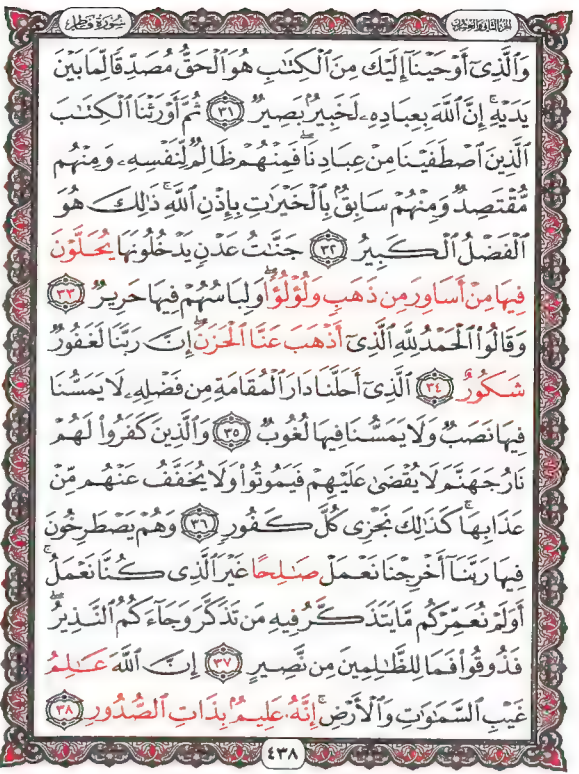 سُورَةُ فَاطِرٍ
الجزء الثاني والعشرون
وَٱلَّذِىٓ أَوۡحَيۡنَآ إِلَيۡكَ مِنَ ٱلۡكِتَٰبِ هُوَ ٱلۡحَقُّ مُصَدِّقٗا لِّمَا بَيۡنَ
يَدَيۡهِۗ إِنَّ ٱللَّهَ بِعِبَادِهِۦ لَخَبِيرُۢ بَصِيرٞ ٣١ ثُمَّ أَوۡرَثۡنَا ٱلۡكِتَٰبَ
ٱلَّذِينَ ٱصۡطَفَيۡنَا مِنۡ عِبَادِنَاۖ فَمِنۡهُمۡ ظَالِمٞ لِّنَفۡسِهِۦ وَمِنۡهُم
مُّقۡتَصِدٞ وَمِنۡهُمۡ سَابِقُۢ بِٱلۡخَيۡرَٰتِ بِإِذۡنِ ٱللَّهِۚ ذَٰلِكَ هُوَ
ٱلۡفَضۡلُ ٱلۡكَبِيرُ ٣٢ جَنَّٰتُ عَدۡنٖ يَدۡخُلُونَهَا يُحَلَّوۡنَ
فِيهَا مِنۡ أَسَاوِرَ مِن ذَهَبٖ وَلُؤۡلُؤٗاۖ وَلِبَاسُهُمۡ فِيهَا حَرِيرٞ ٣٣
وَقَالُواْ ٱلۡحَمۡدُ لِلَّهِ ٱلَّذِىٓ أَذۡهَبَ عَنَّا ٱلۡحَزَنَۖ إِنَّ رَبَّنَا لَغَفُورٞ
شَكُورٌ ٣٤ ٱلَّذِىٓ أَحَلَّنَا دَارَ ٱلۡمُقَامَةِ مِن فَضۡلِهِۦ لَا يَمَسُّنَا
فِيهَا نَصَبٞ وَلَا يَمَسُّنَا فِيهَا لُغُوبٞ ٣٥ وَٱلَّذِينَ كَفَرُواْ لَهُمۡ
نَارُ جَهَنَّمَ لَا يُقۡضَىٰ عَلَيۡهِمۡ فَيَمُوتُواْ وَلَا يُخَفَّفُ عَنۡهُم مِّنۡ
عَذَابِهَاۚ كَذَٰلِكَ نَجۡزِى كُلَّ كَفُورٖ ٣٦ وَهُمۡ يَصۡطَرِخُونَ
فِيهَا رَبَّنَآ أَخۡرِجۡنَا نَعۡمَلۡ صَٰلِحًا غَيۡرَ ٱلَّذِى كُنَّا نَعۡمَلُۚ
أَوَلَمۡ نُعَمِّرۡكُم مَّا يَتَذَكَّرُ فِيهِ مَن تَذَكَّرَ وَجَآءَكُمُ ٱلنَّذِيرُۖ
فَذُوقُواْ فَمَا لِلظَّٰلِمِينَ مِن نَّصِيرٍ ٣٧ إِنَّ ٱللَّهَ عَٰلِمُ
غَيۡبِ ٱلسَّمَٰوَٰتِ وَٱلۡأَرۡضِۚ إِنَّهُۥ عَلِيمُۢ بِذَاتِ ٱلصُّدُورِ ٣٨
٤٣٨